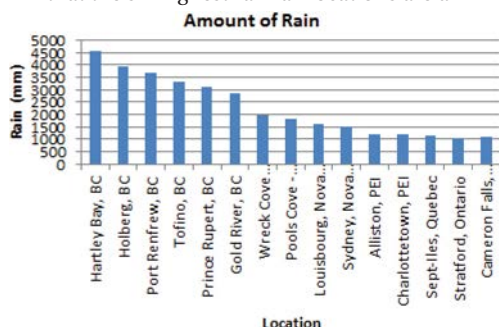 Amount of Rain
Rain (mm)
5000
4500
4000
3500
3000
2500
2000
1500
1000
500
0
Hartley Bay, BC
Holberg, BC
Port Renfrew, BC
Tofino, BC
Prince Rupert, BC
Gold River, BC
Wreck Cove...
Pools Cove -...
Louisbourg, Nova...
Sydney, Nova...
Alliston, PEI
Charlottetown, PEI
Sept-Iles, Quebec
Stratford, Ontario
Cameron Falls,...
Location